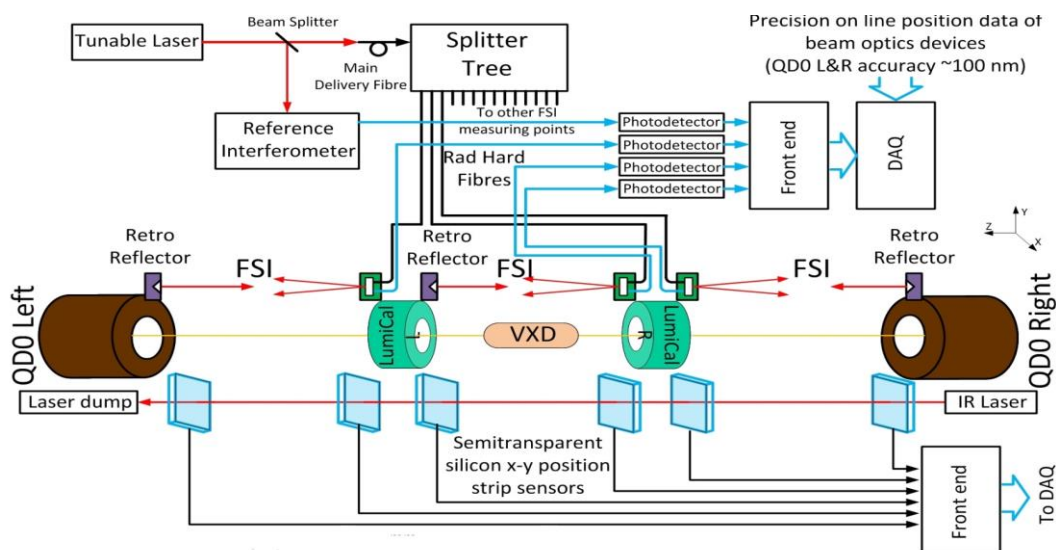 Tunable Laser
Beam Splitter
Main
Delivery Fibre
Splitter
Tree
Precision on line position data of
beam optics devices
(QD0 L&R accuracy ~100 nm)
Reference
Interferometer
To other FSI
measuring points
Rad Hard
Fibres
Photodetector
Photodetector
Photodetector
Photodetector
Front end
DAQ
Y
Z
X
Retro
Reflector
FSI
Retro
Reflector
FSI
FSI
Retro
Reflector
QD0 Left
LumiCal
L
VXD
R
LumiCal
QD0 Right
Laser dump
IR Laser
Semitransparent
silicon x-y position
strip sensors
Front end
To DAQ